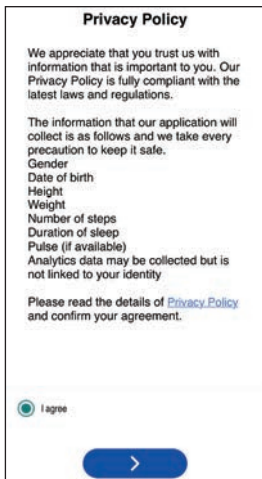 Privacy Policy
We appreciate that you trust us with
information that is important to you. Our
Privacy Policy is fully compliant with the
latest laws and regulations.
The information that our application will
collect is as follows and we take every
precaution to keep it safe.
Gender
Date of birth
Height
Weight
Number of steps
Duration of sleep
Pulse (if available)
Analytics data may be collected but is
not linked to your identity
Please read the details of Privacy Policy
and confirm your agreement.
I agree